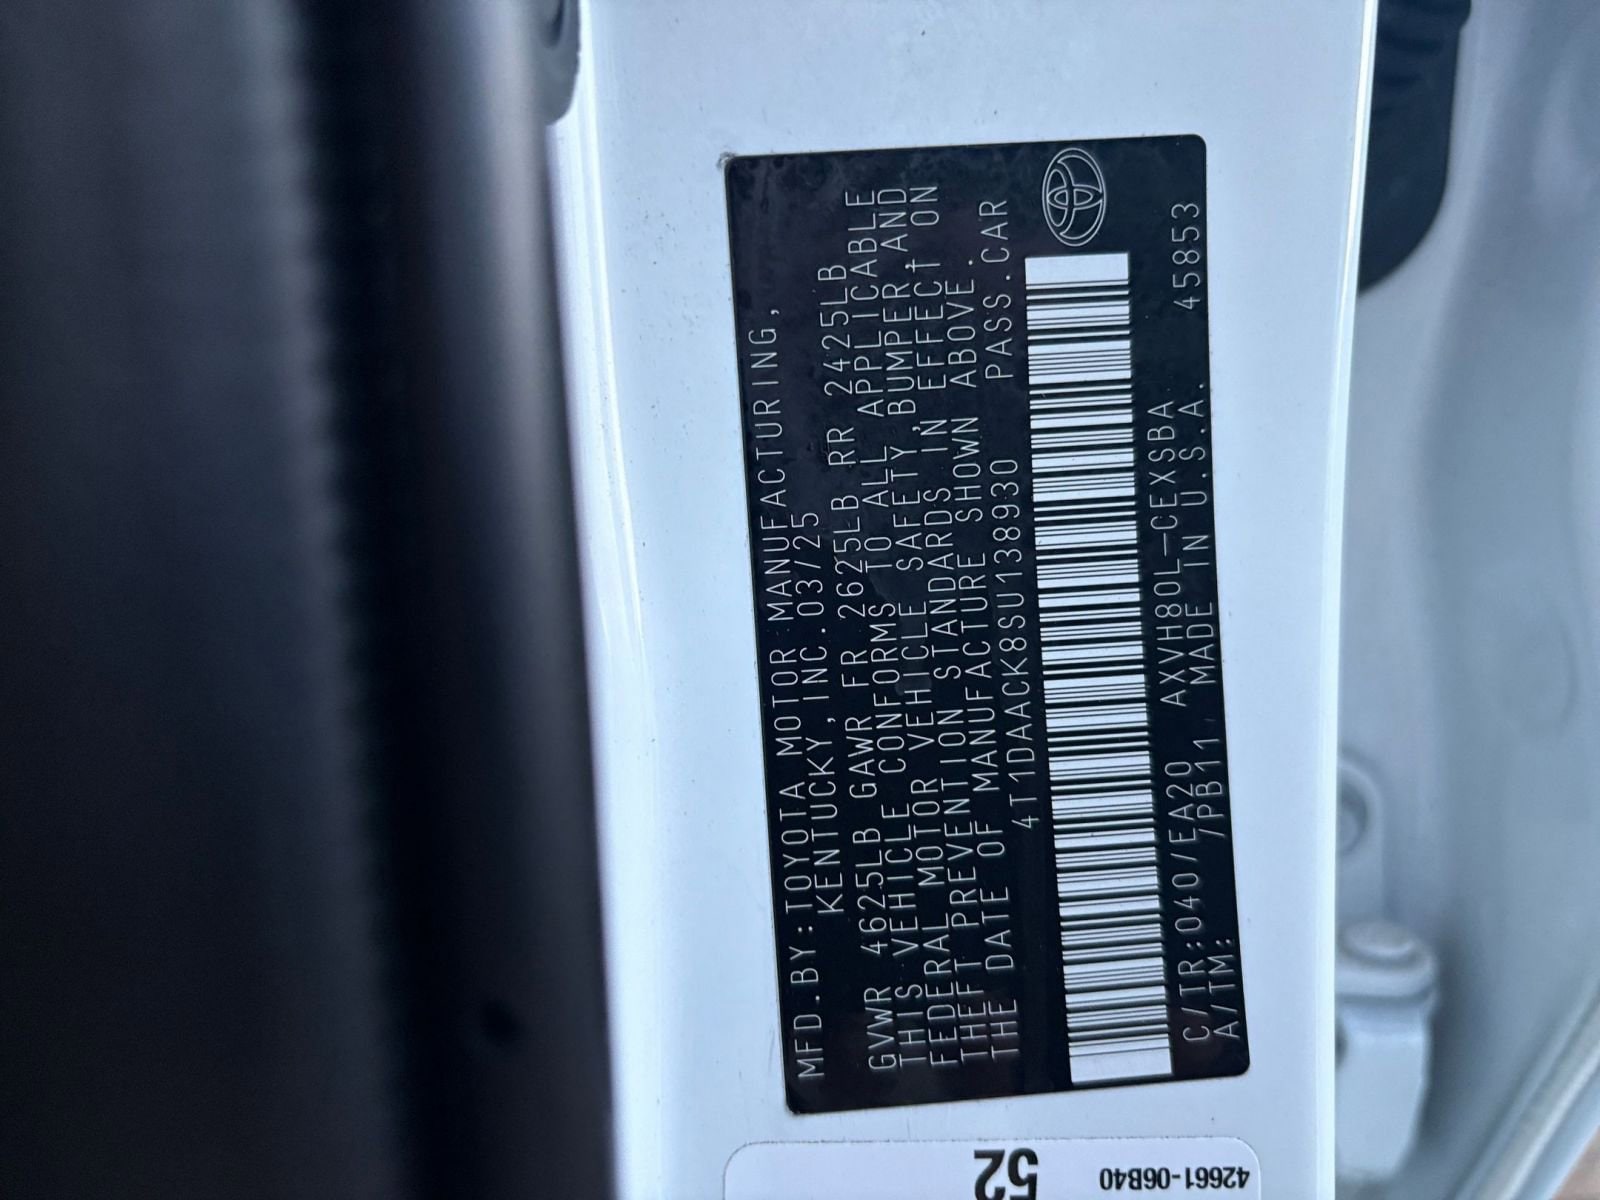 MFD.BY:TOYOTA MOTOR MANUFACTURING,
KENTUCKY,INC.03/25
GVWR 4625LB GAWR FR 2625LB RR 2425LB
THIS VEHICLE CONFORMS TO ALL APPLICABLE
FEDERAL MOTOR VEHICLE SAFETY,BUMPER,AND
THEFT PREVENTION STANDARDS IN EFFECT ON
THE DATE OF MANUFACTURE SHOWN ABOVE.
4T1DAACK8SU138930 PASS.CAR
C/TR:040/EA20 AXVH80L-CEXSBA
A/TM: /PB11 MADE IN U.S.A. 45853
52
42661-06B40